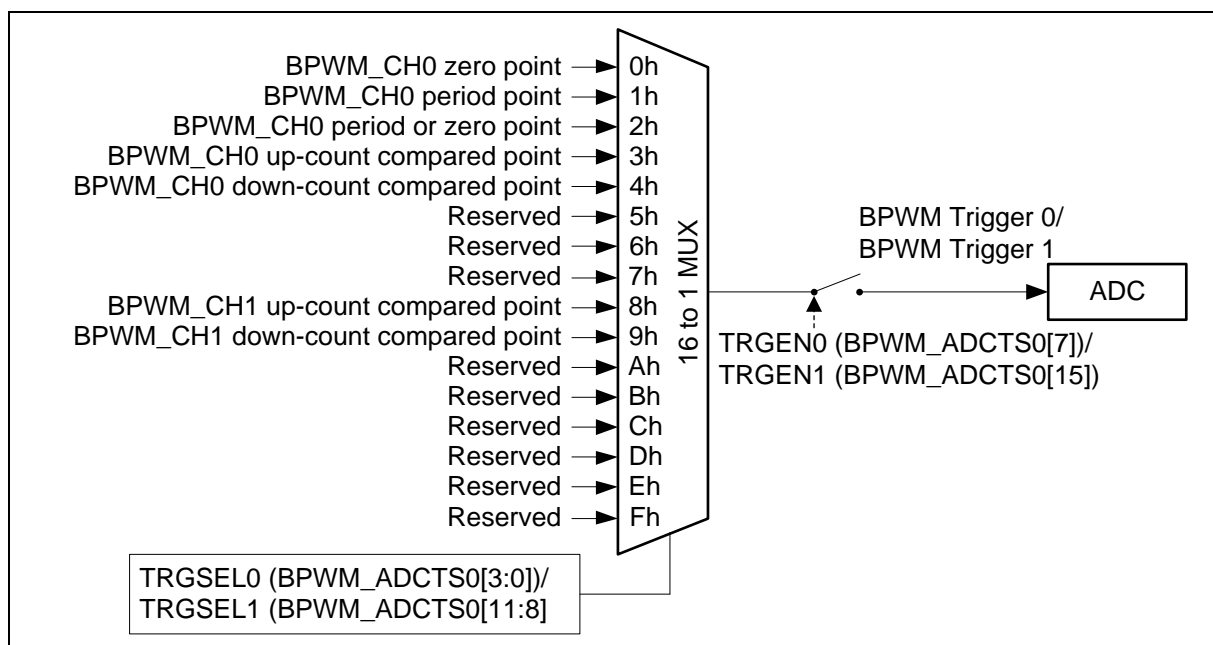 BPWM_CH0 zero point 0h
BPWM_CH0 period point 1h
BPWM_CH0 period or zero point 2h
BPWM_CH0 up-count compared point 3h
BPWM_CH0 down-count compared point 4h
Reserved 5h
Reserved 6h
Reserved 7h
BPWM_CH1 up-count compared point 8h
BPWM_CH1 down-count compared point 9h
Reserved Ah
Reserved Bh
Reserved Ch
Reserved Dh
Reserved Eh
Reserved Fh
16 to 1 MUX
BPWM Trigger 0/
BPWM Trigger 1
ADC
TRGEN0 (BPWM_ADCTS0[7])/
TRGEN1 (BPWM_ADCTS0[15])
TRGSEL0 (BPWM_ADCTS0[3:0])/
TRGSEL1 (BPWM_ADCTS0[11:8]